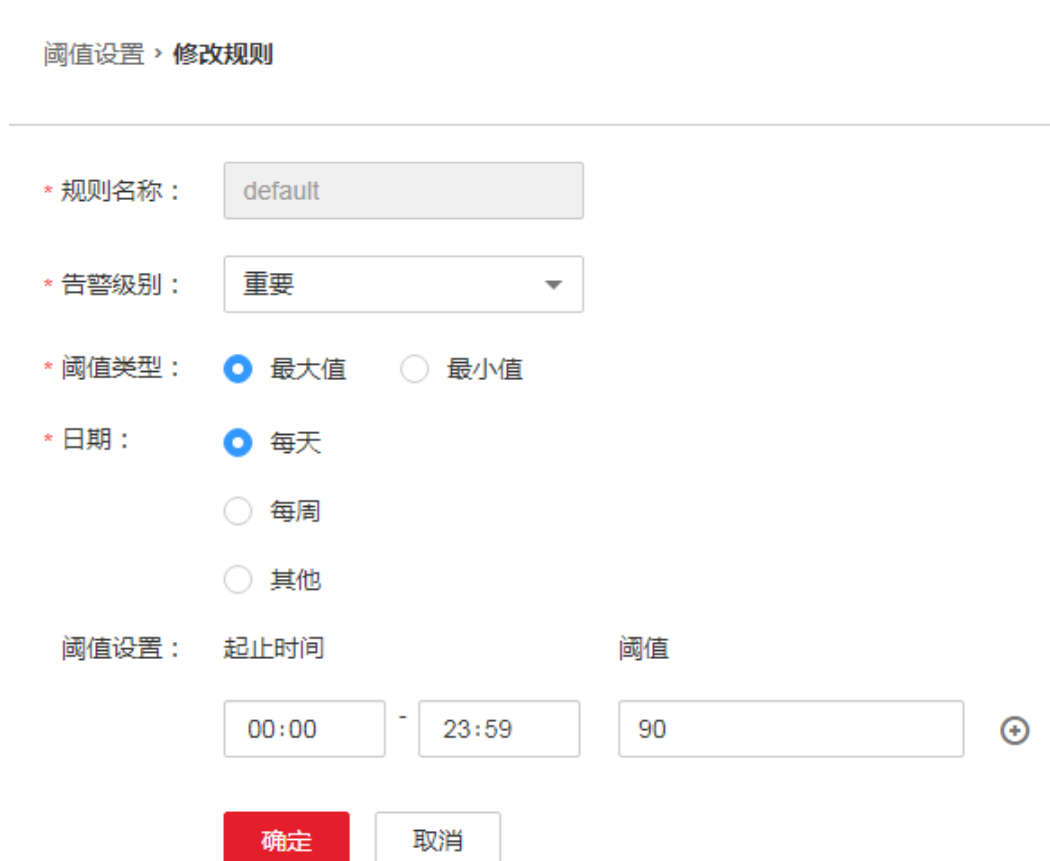 阈值设置 > 修改规则
* 规则名称： default
* 告警级别： 重要
* 阈值类型： 最大值 最小值
* 日期： 每天
每周
其他
阈值设置： 起止时间 阈值
00:00 - 23:59 90
确定 取消